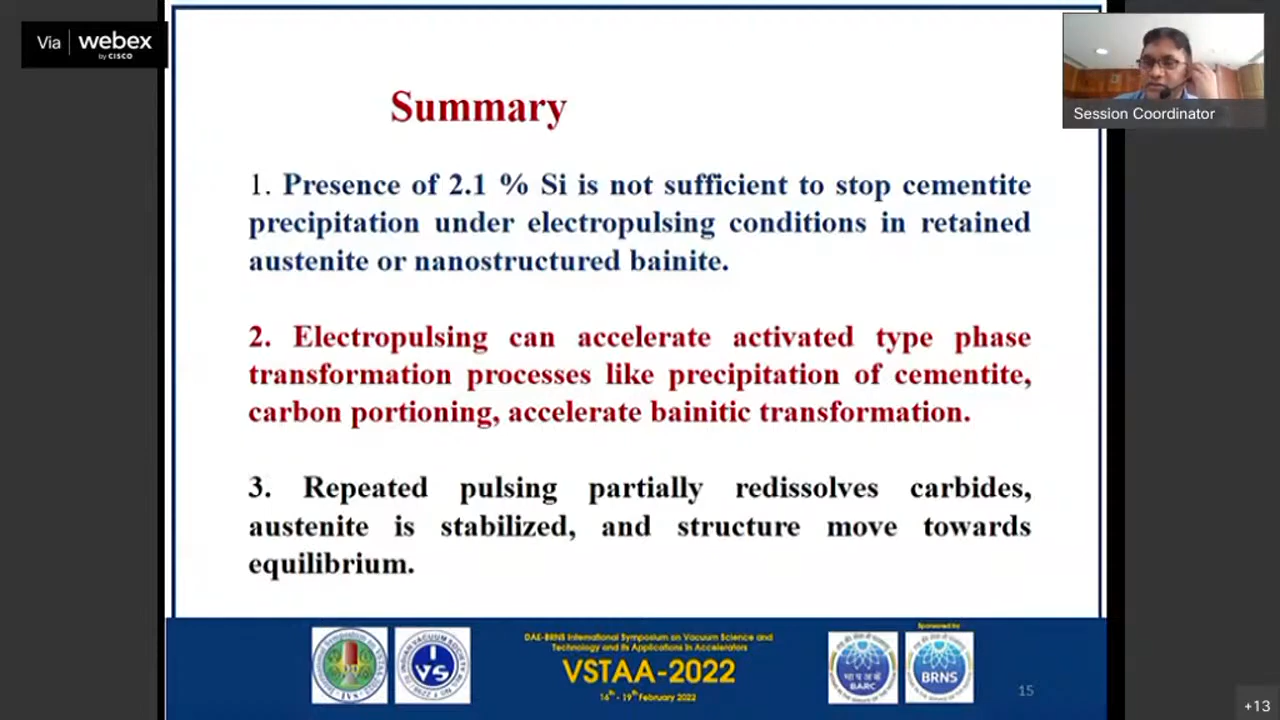 Via webex
by CISCO
Session Coordinator
Summary
1. Presence of 2.1 % Si is not sufficient to stop cementite
precipitation under electropulsing conditions in retained
austenite or nanostructured bainite.
2. Electropulsing can accelerate activated type phase
transformation processes like precipitation of cementite,
carbon portioning, accelerate bainitic transformation.
3. Repeated pulsing partially redissolves carbides,
austenite is stabilized, and structure move towards
equilibrium.
IVS
DAE-BRNS International Symposium on Vacuum Science and
Technology and its Applications in Accelerators
VSTAA-2022
16th - 19th February 2022
Sponsored by
BARC
BRNS
15
+13